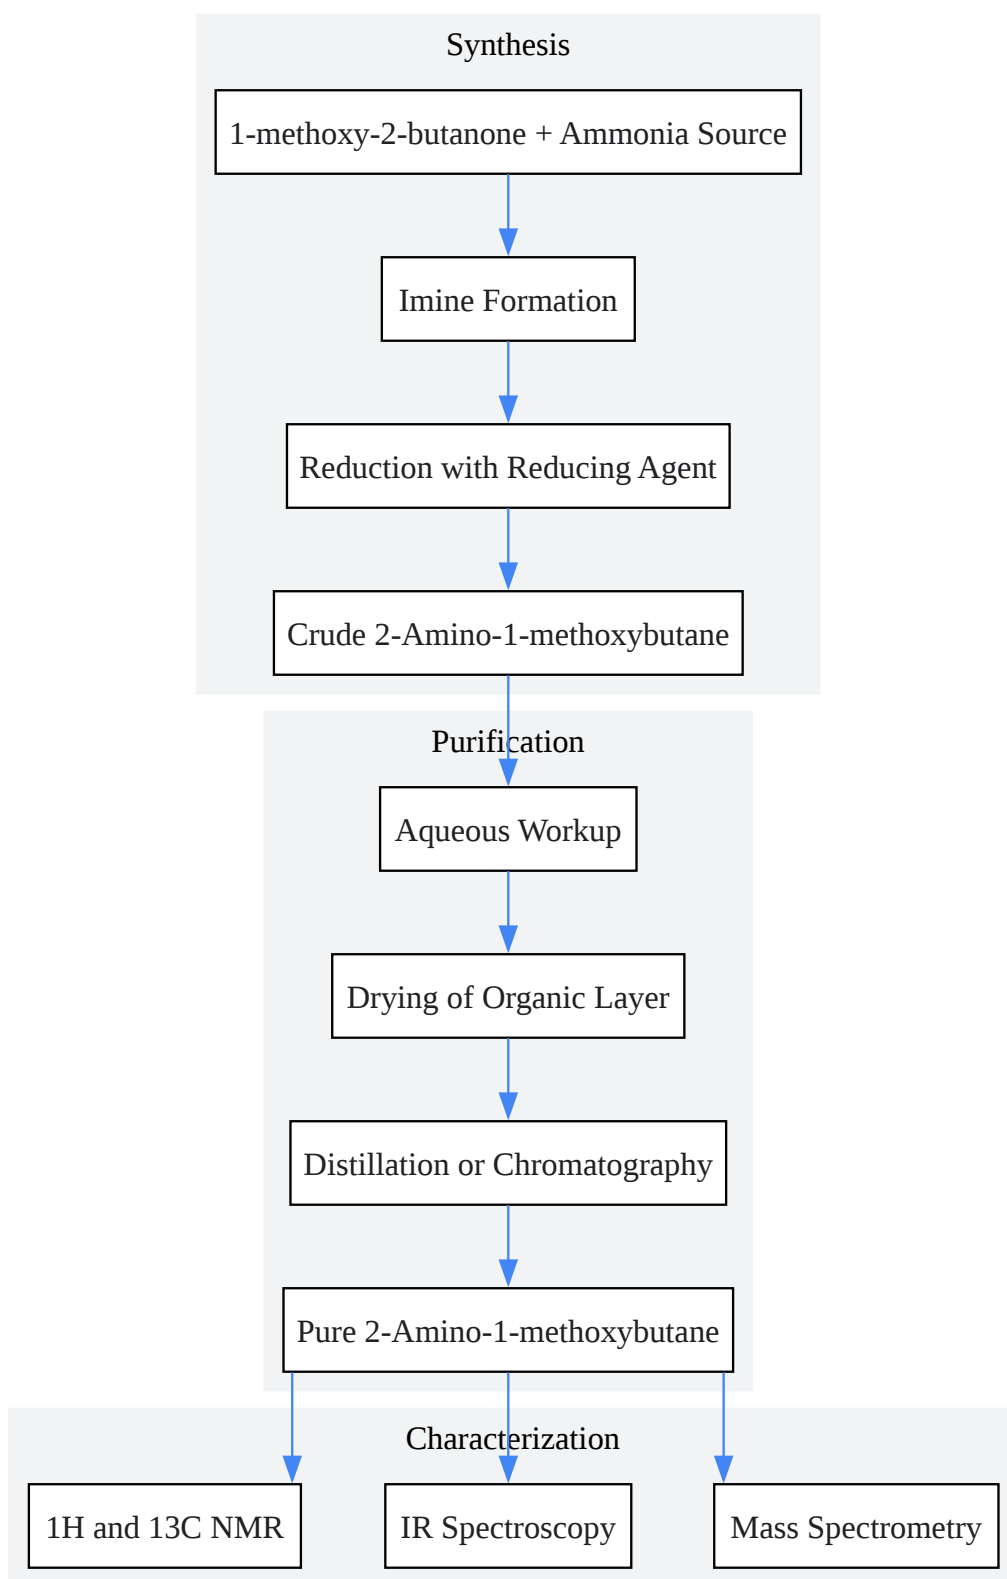 Synthesis
1-methoxy-2-butanone + Ammonia Source
Imine Formation
Reduction with Reducing Agent
Crude 2-Amino-1-methoxybutane
Purification
Aqueous Workup
Drying of Organic Layer
Distillation or Chromatography
Pure 2-Amino-1-methoxybutane
Characterization
1H and 13C NMR
IR Spectroscopy
Mass Spectrometry